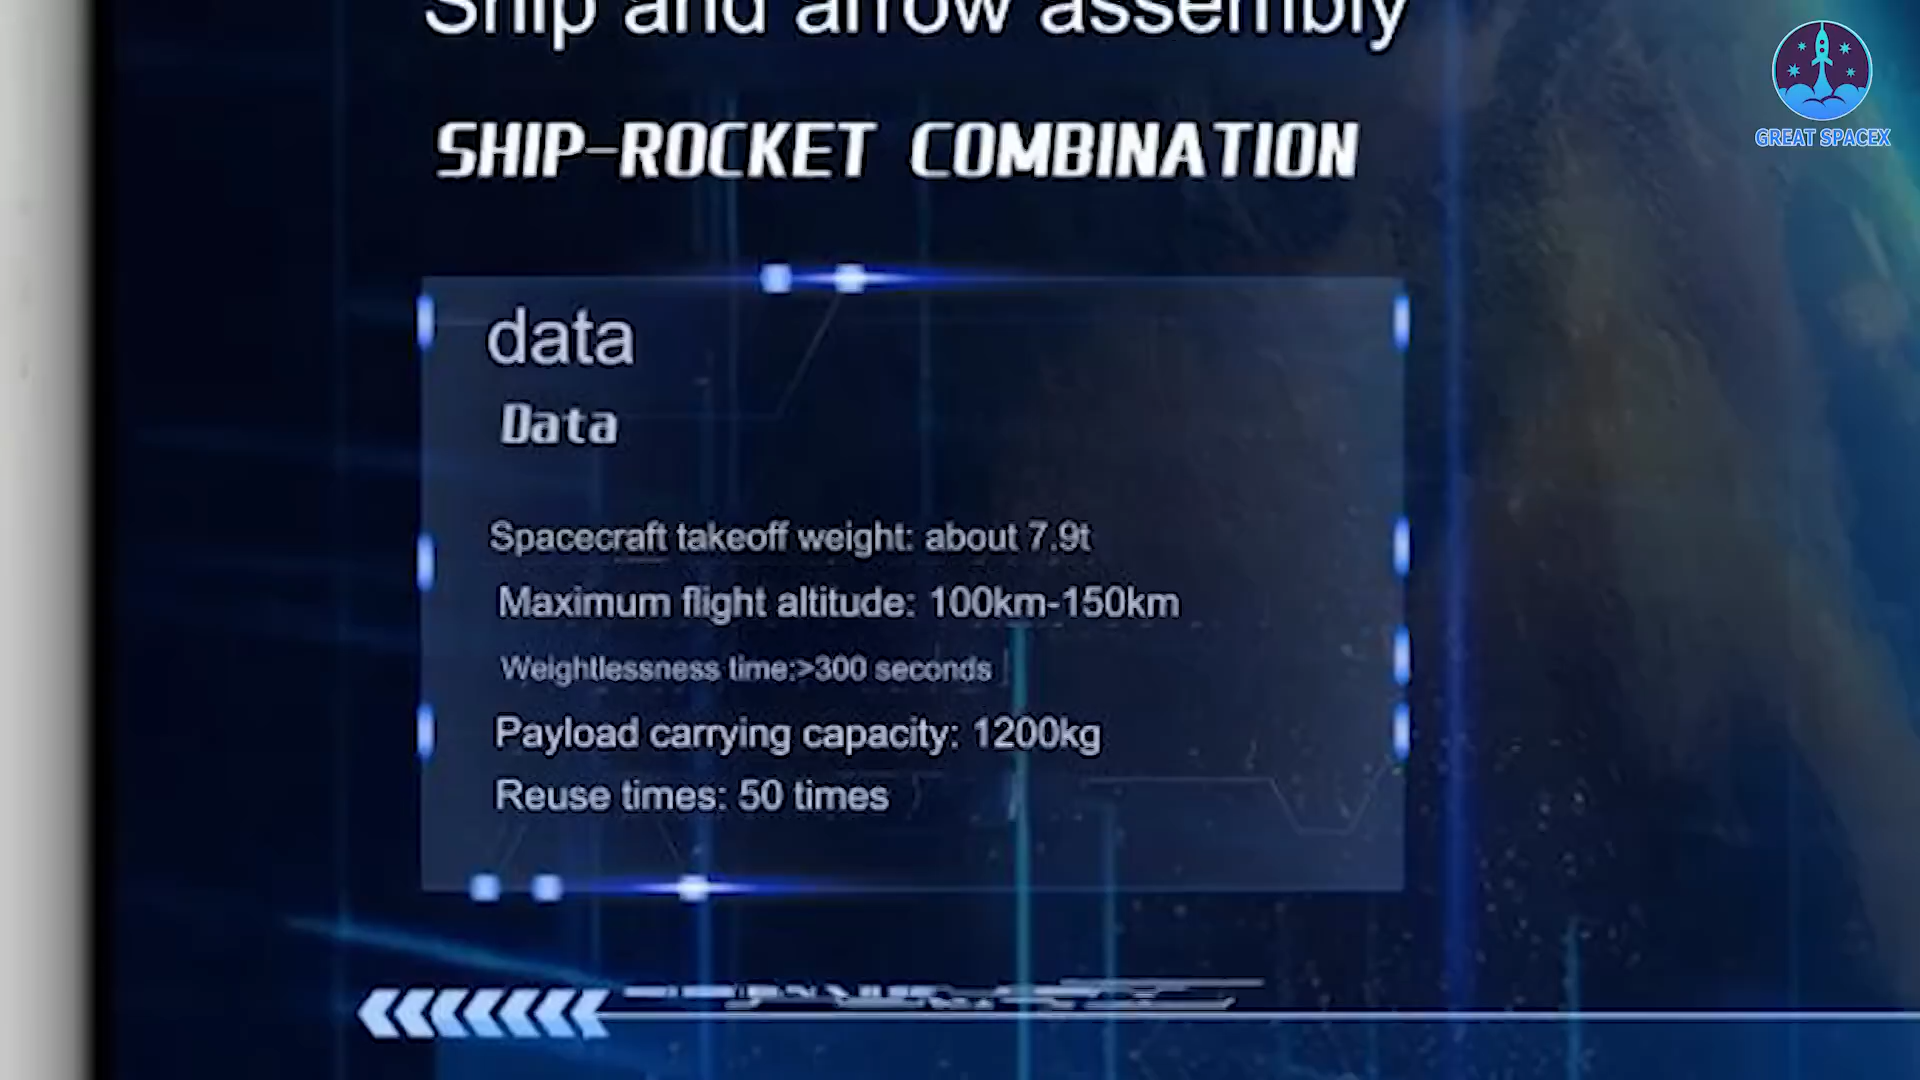 Ship and arrow assembly
SHIP-ROCKET COMBINATION
GREAT SPACEX
data
Data
Spacecraft takeoff weight: about 7.9t
Maximum flight altitude: 100km-150km
Weightlessness time:>300 seconds
Payload carrying capacity: 1200kg
Reuse times: 50 times